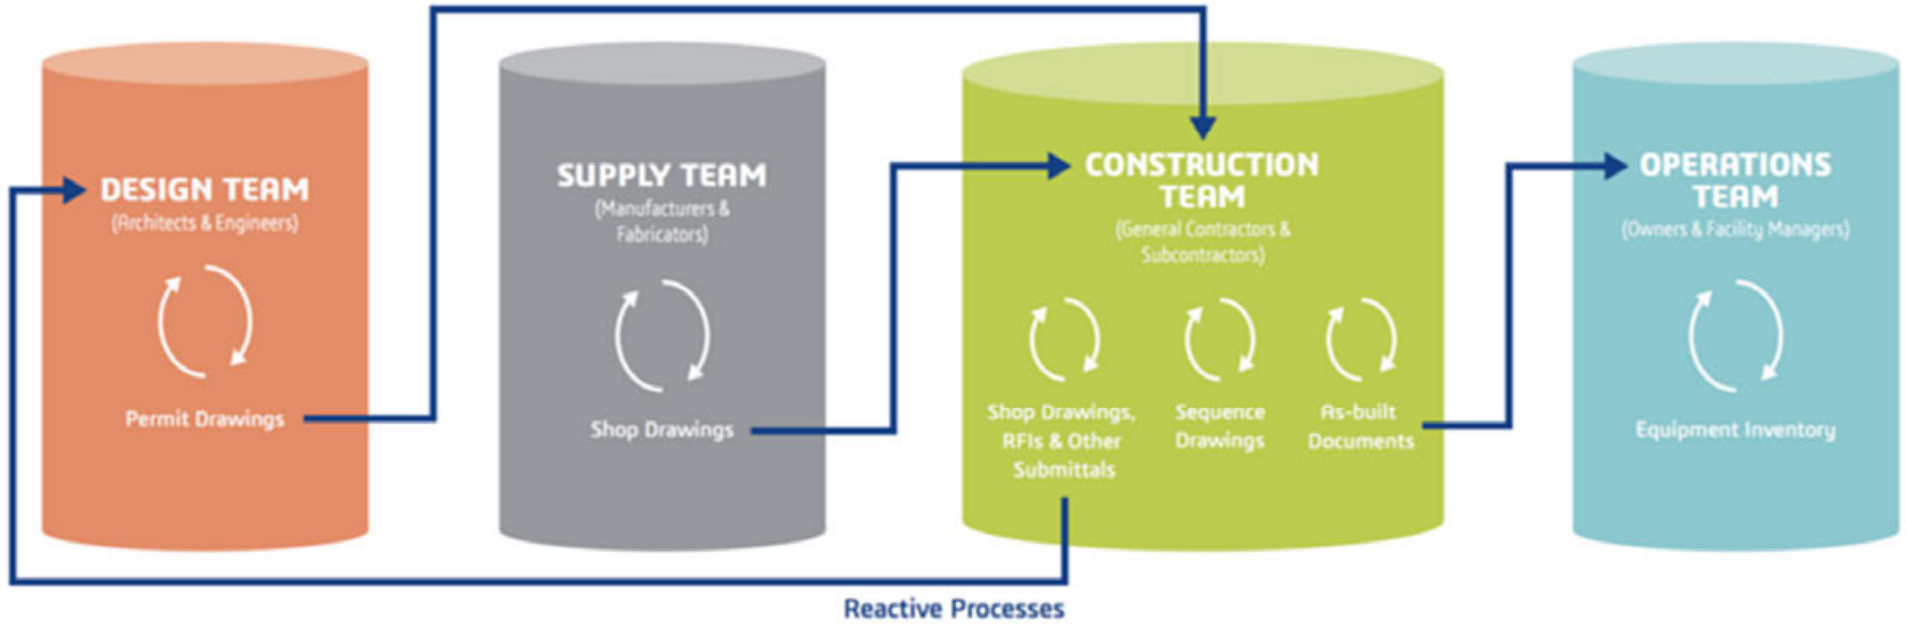 DESIGN TEAM
(Architects & Engineers)
Permit Drawings
SUPPLY TEAM
(Manufacturers &
Fabricators)
Shop Drawings
CONSTRUCTION
TEAM
(General Contractors &
Subcontractors)
Shop Drawings,
RFIs & Other
Submittals
Sequence
Drawings
As-built
Documents
OPERATIONS
TEAM
(Owners & Facility Managers)
Equipment Inventory
Reactive Processes